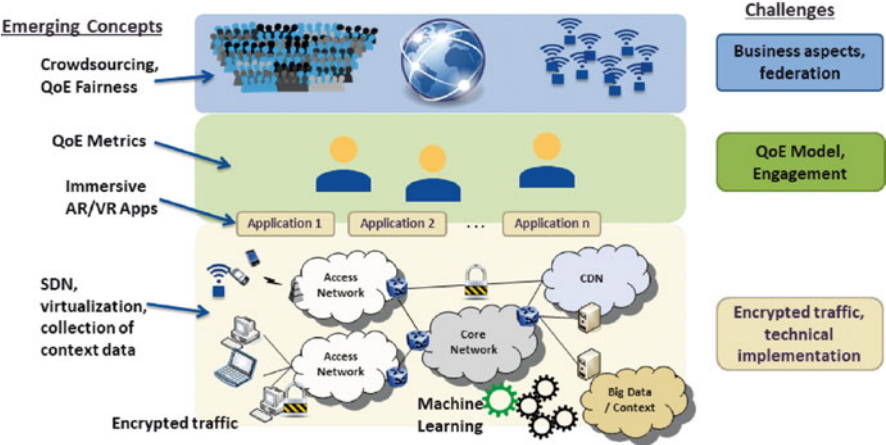 Emerging Concepts
Challenges
Crowdsourcing,
QoE Fairness
Business aspects,
federation
QoE Metrics
QoE Model,
Engagement
Immersive
AR/VR Apps
Application 1
Application 2
...
Application n
SDN,
virtualization,
collection of
context data
Access
Network
CDN
Core
Network
Encrypted traffic,
technical
implementation
Access
Network
Big Data
/ Context
Encrypted traffic
Machine
Learning